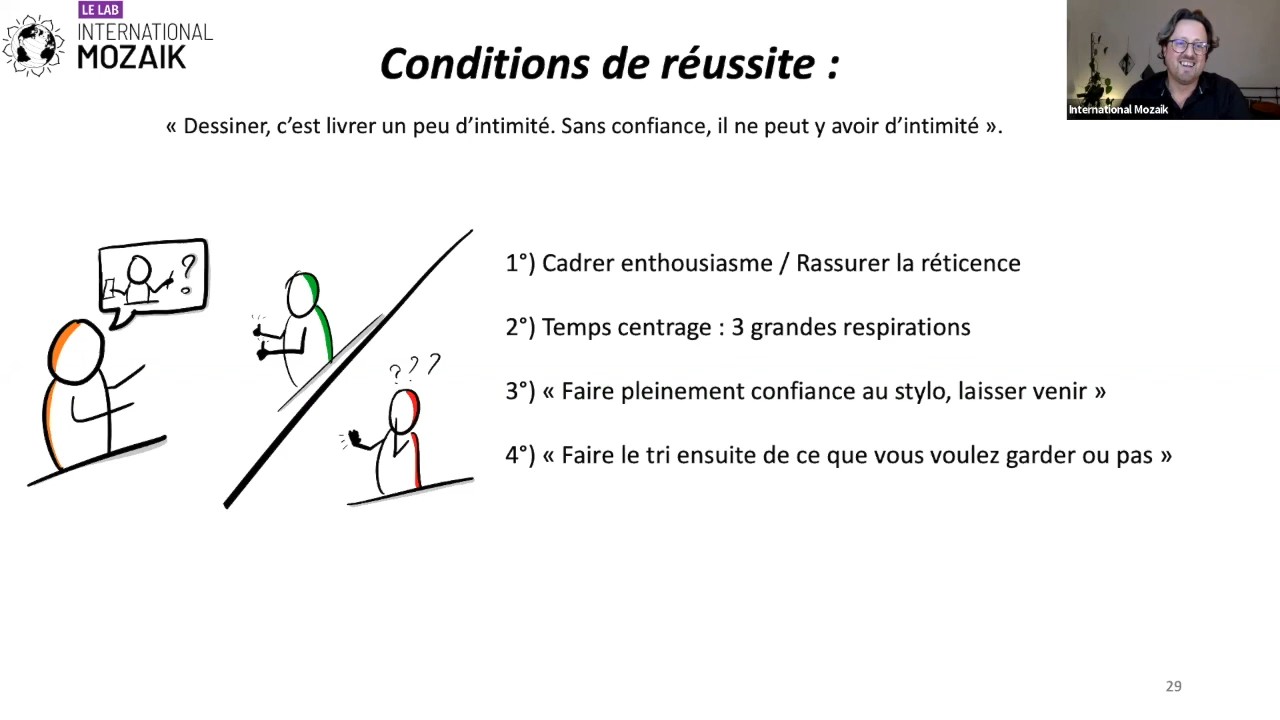 LE LAB
INTERNATIONAL
MOZAIK
Conditions de réussite :
International Mozaik
« Dessiner, c’est livrer un peu d’intimité. Sans confiance, il ne peut y avoir d’intimité ».
?
???
1°) Cadrer enthousiasme / Rassurer la réticence
2°) Temps centrage : 3 grandes respirations
3°) « Faire pleinement confiance au stylo, laisser venir »
4°) « Faire le tri ensuite de ce que vous voulez garder ou pas »
29